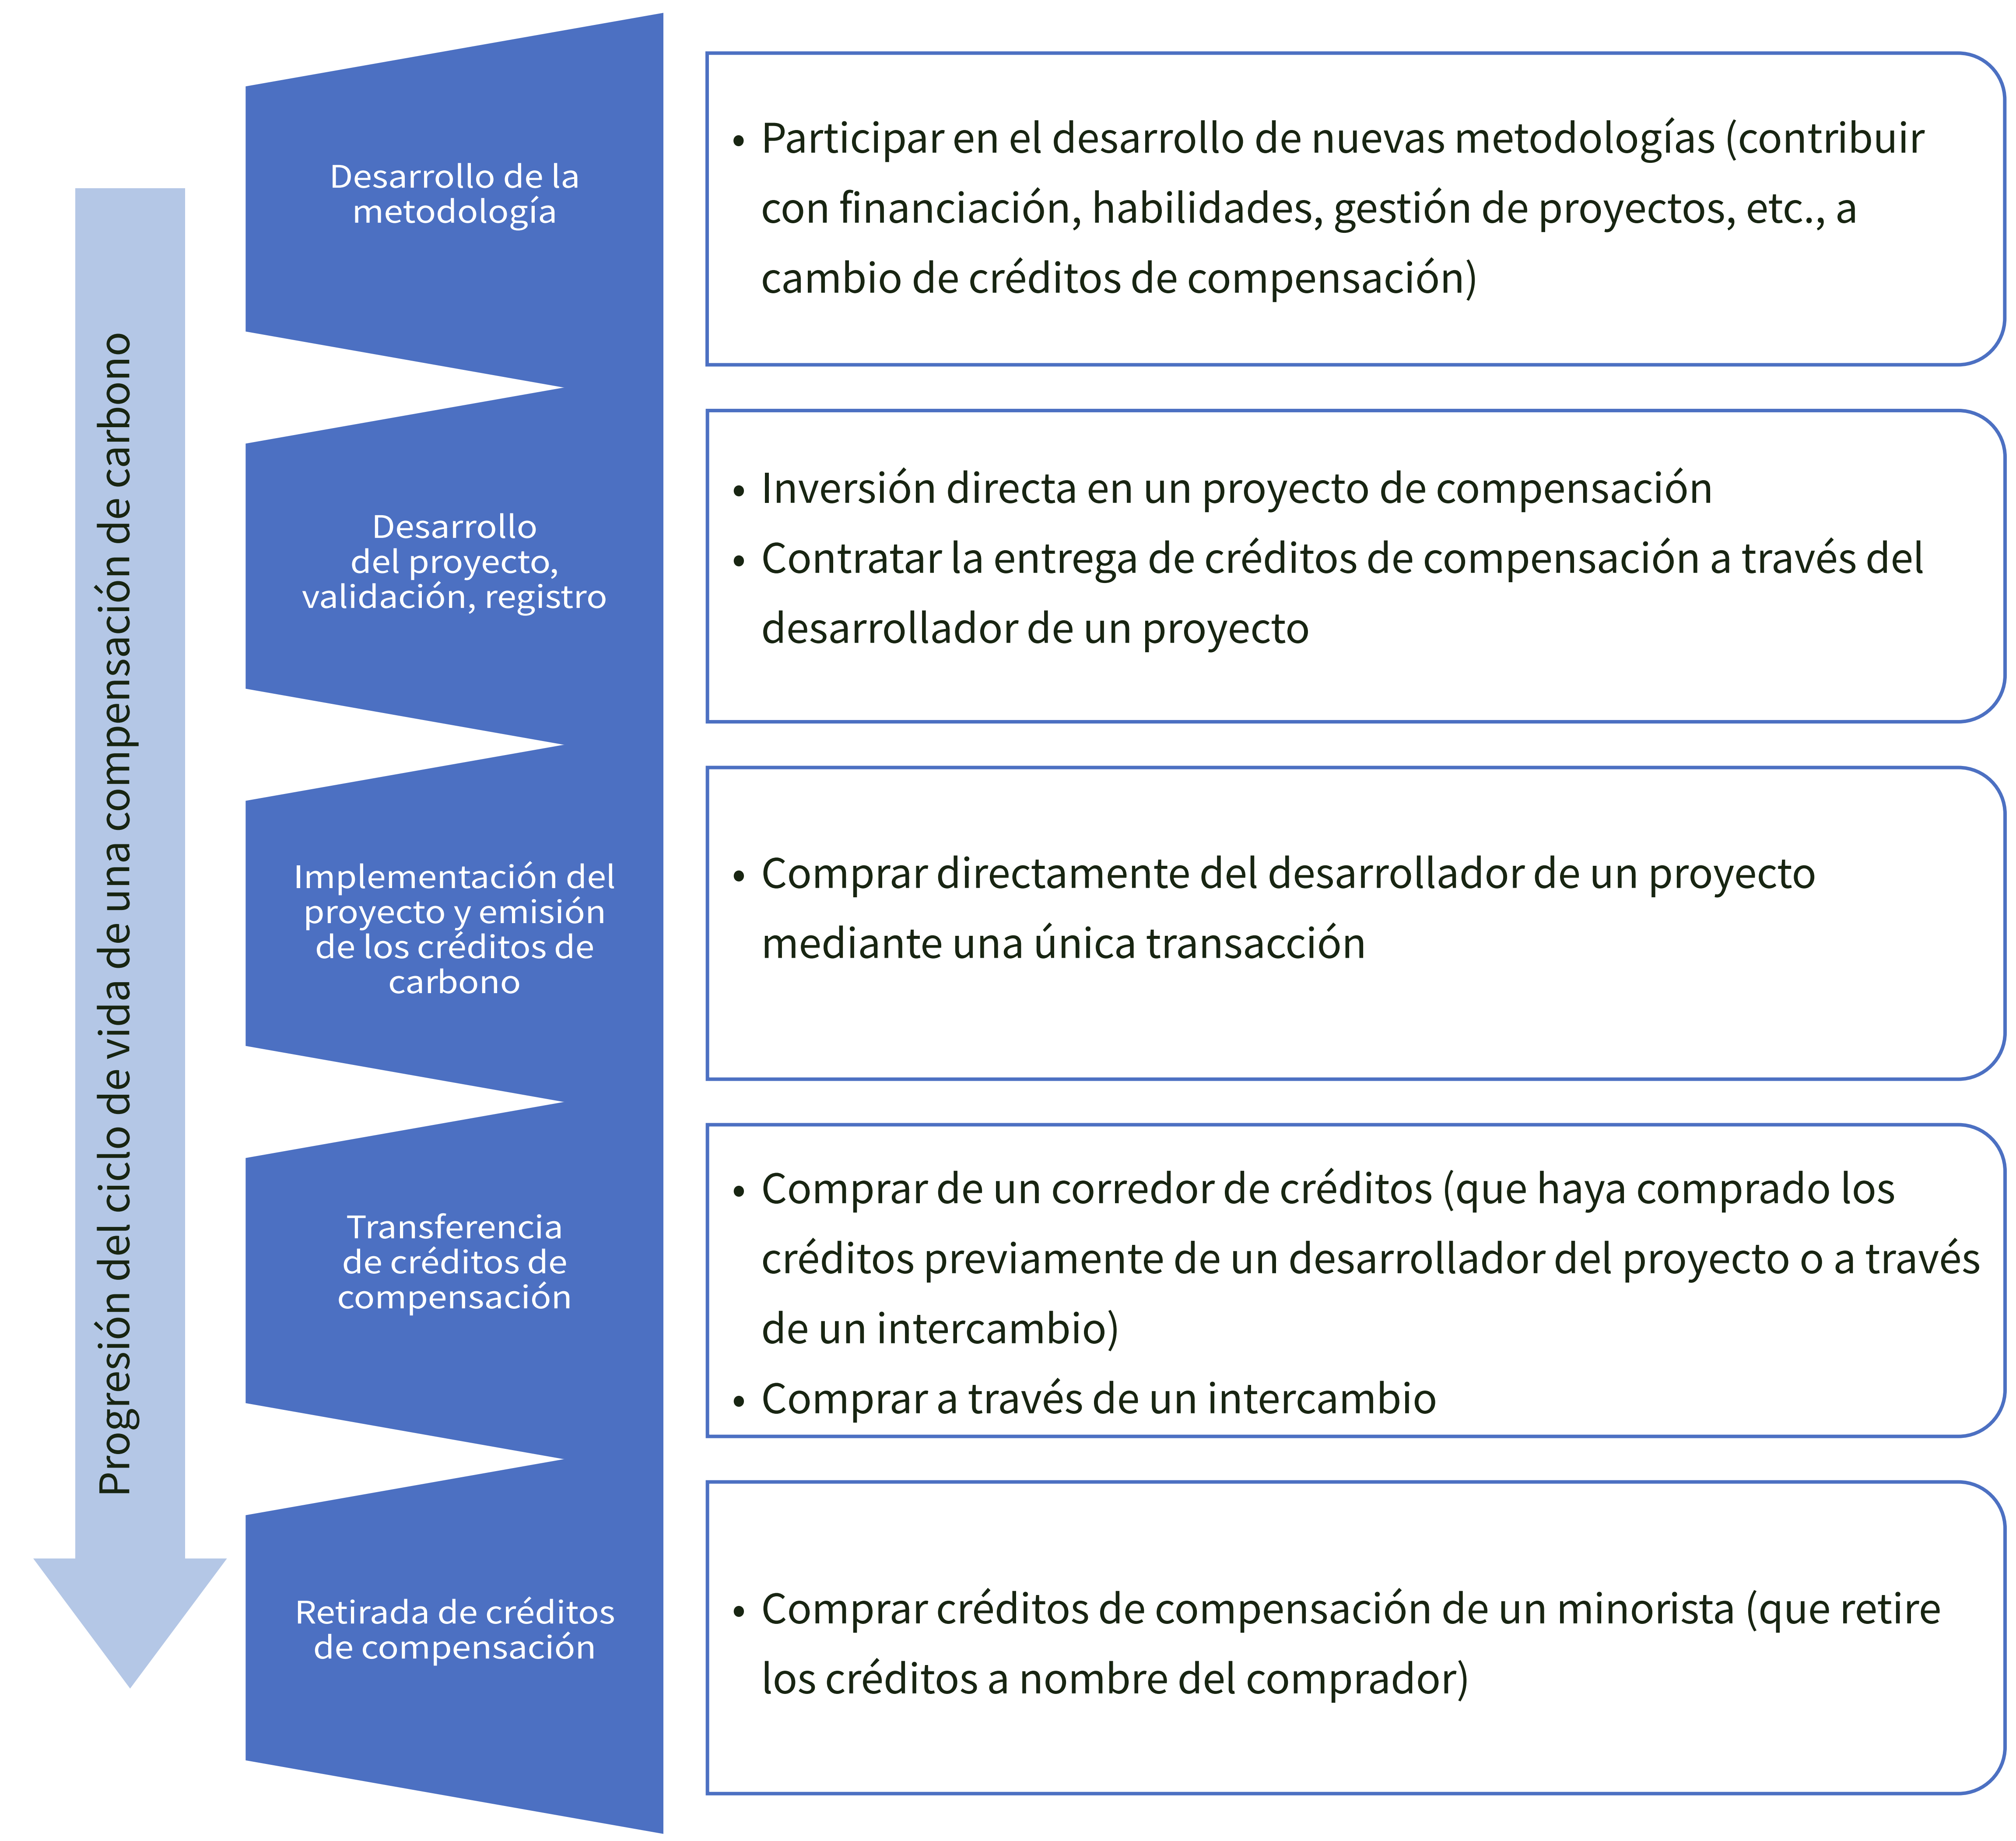 Progresión del ciclo de vida de una compensación de carbono
Desarrollo de la
metodología
• Participar en el desarrollo de nuevas metodologías (contribuir
con financiación, habilidades, gestión de proyectos, etc., a
cambio de créditos de compensación)
Desarrollo
del proyecto,
validación, registro
• Inversión directa en un proyecto de compensación
• Contratar la entrega de créditos de compensación a través del
desarrollador de un proyecto
Implementación del
proyecto y emisión
de los créditos de
carbono
• Comprar directamente del desarrollador de un proyecto
mediante una única transacción
Transferencia
de créditos de
compensación
• Comprar de un corredor de créditos (que haya comprado los
créditos previamente de un desarrollador del proyecto o a través
de un intercambio)
• Comprar a través de un intercambio
Retirada de créditos
de compensación
• Comprar créditos de compensación de un minorista (que retire
los créditos a nombre del comprador)